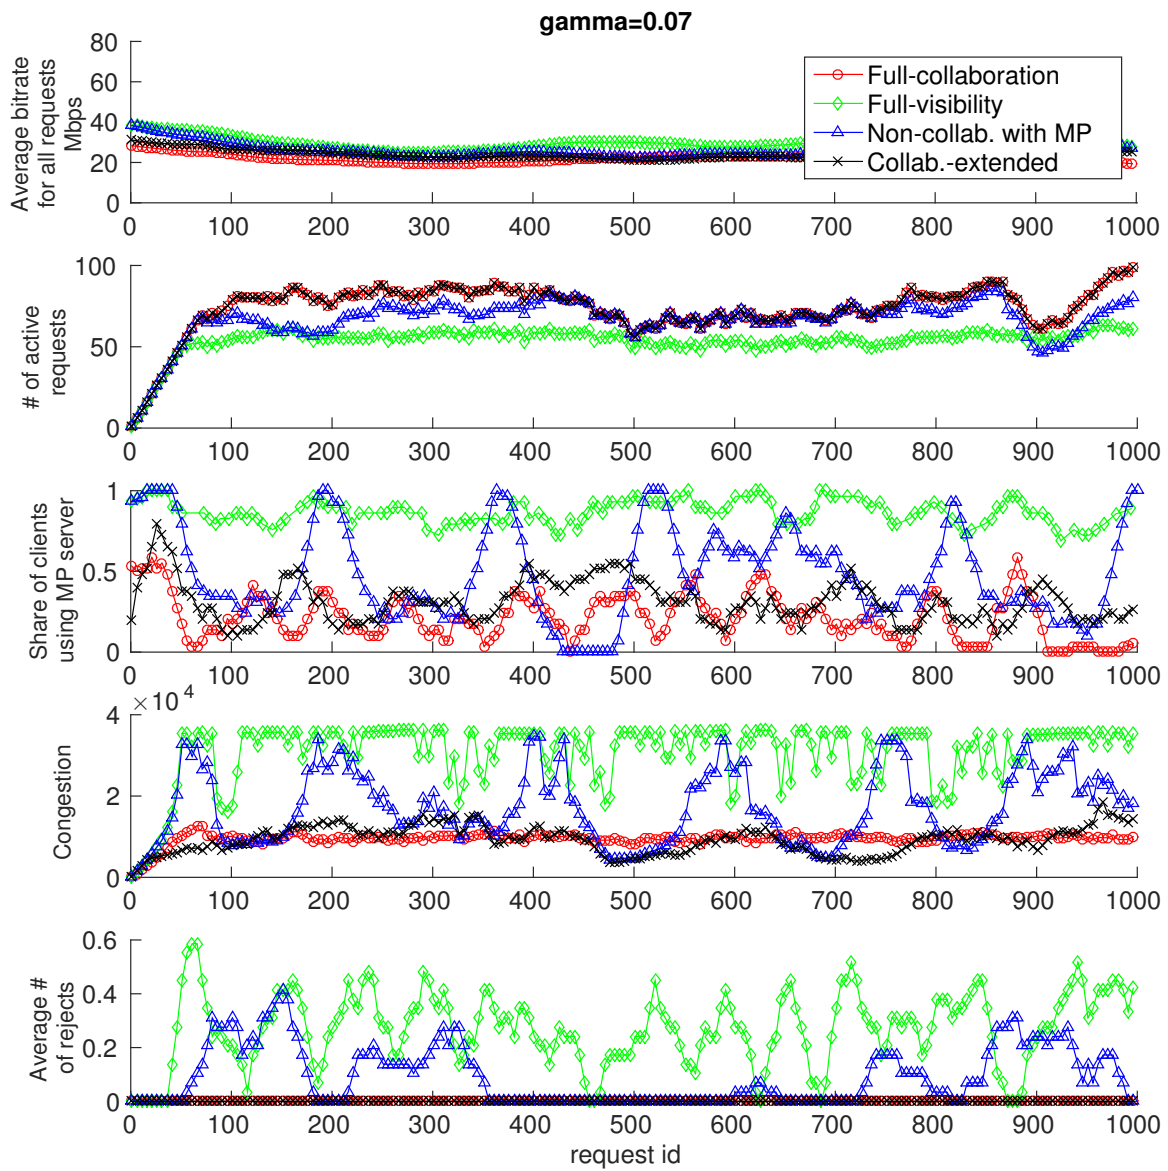 gamma=0.07
Average bitrate
for all requests
Mbps
80
60
40
20
0
Full-collaboration
Full-visibility
Non-collab. with MP
Collab.-extended
0 100 200 300 400 500 600 700 800 900 1000
# of active
requests
100
50
0
0 100 200 300 400 500 600 700 800 900 1000
Share of clients
using MP server
1
0.5
0
0 100 200 300 400 500 600 700 800 900 1000
×10 4
Congestion
4
2
0
0 100 200 300 400 500 600 700 800 900 1000
Average #
of rejects
0.6
0.4
0.2
0
0 100 200 300 400 500 600 700 800 900 1000
request id